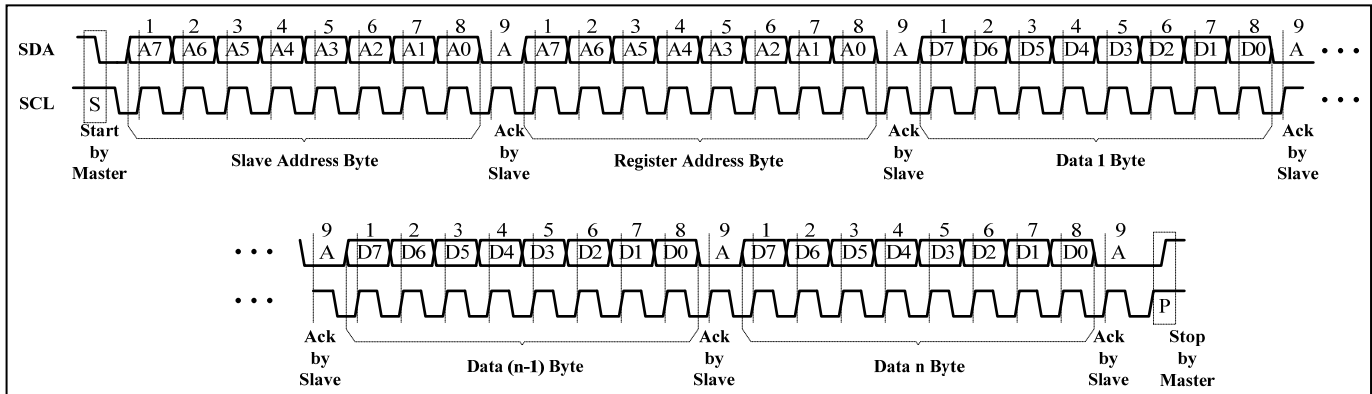 1 2 3 4 5 6 7 8 9 1 2 3 4 5 6 7 8 9 1 2 3 4 5 6 7 8 9
SDA A7 A6 A5 A4 A3 A2 A1 A0 A A7 A6 A5 A4 A3 A2 A1 A0 A D7 D6 D5 D4 D3 D2 D1 D0 A • • •
SCL S • • •
Start by Master
Slave Address Byte
Ack by Slave
Register Address Byte
Ack by Slave
Data 1 Byte
Ack by Slave
9 1 2 3 4 5 6 7 8 9 1 2 3 4 5 6 7 8 9
• • • A D7 D6 D5 D4 D3 D2 D1 D0 A D7 D6 D5 D4 D3 D2 D1 D0 A
• • • P
Ack by Slave
Data (n-1) Byte
Ack by Slave
Data n Byte
Ack by Slave
Stop by Master